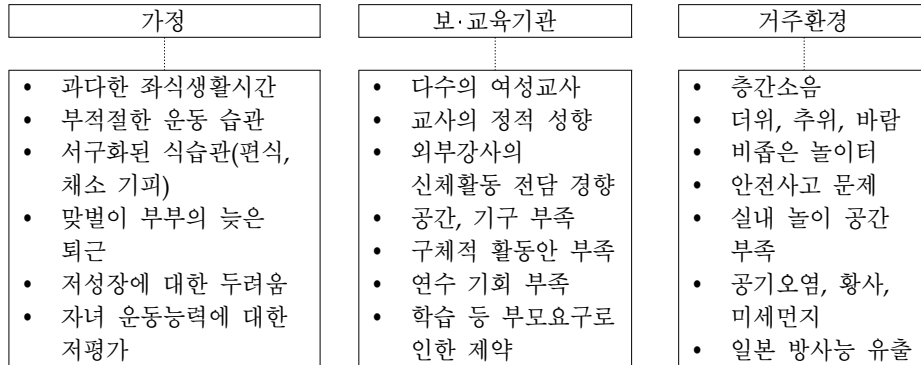 가정
• 과다한 좌식생활시간
• 부적절한 운동 습관
• 서구화된 식습관(편식,
채소 기피)
• 맞벌이 부부의 늦은
퇴근
• 저성장에 대한 두려움
• 자녀 운동능력에 대한
저평가
보·교육기관
• 다수의 여성교사
• 교사의 정적 성향
• 외부강사의
신체활동 전담 경향
• 공간, 기구 부족
• 구체적 활동안 부족
• 연수 기회 부족
• 학습 등 부모요구로
인한 제약
거주환경
• 층간소음
• 더위, 추위, 바람
• 비좁은 놀이터
• 안전사고 문제
• 실내 놀이 공간
부족
• 공기오염, 황사,
미세먼지
• 일본 방사능 유출